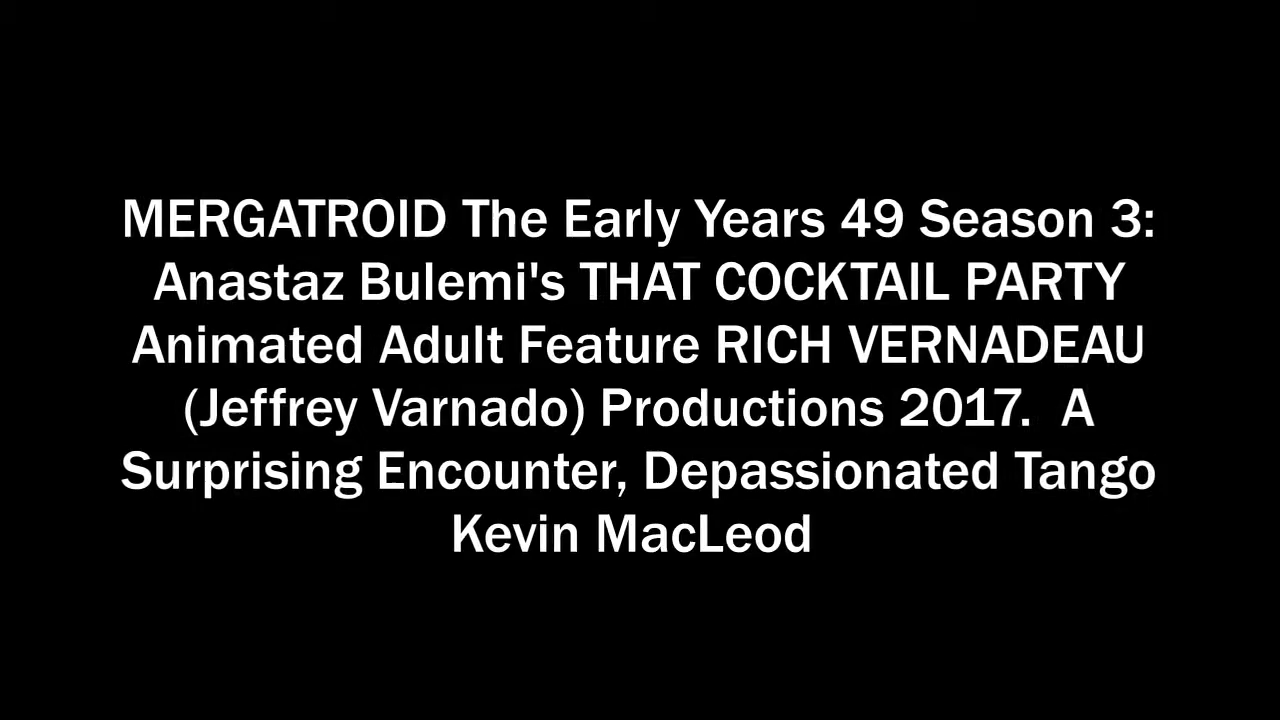 MERGATROID The Early Years 49 Season 3:
Anastaz Bulemi's THAT COCKTAIL PARTY
Animated Adult Feature RICH VERNADEAU
(Jeffrey Varnado) Productions 2017.  A
Surprising Encounter, Depassionated Tango
Kevin MacLeod